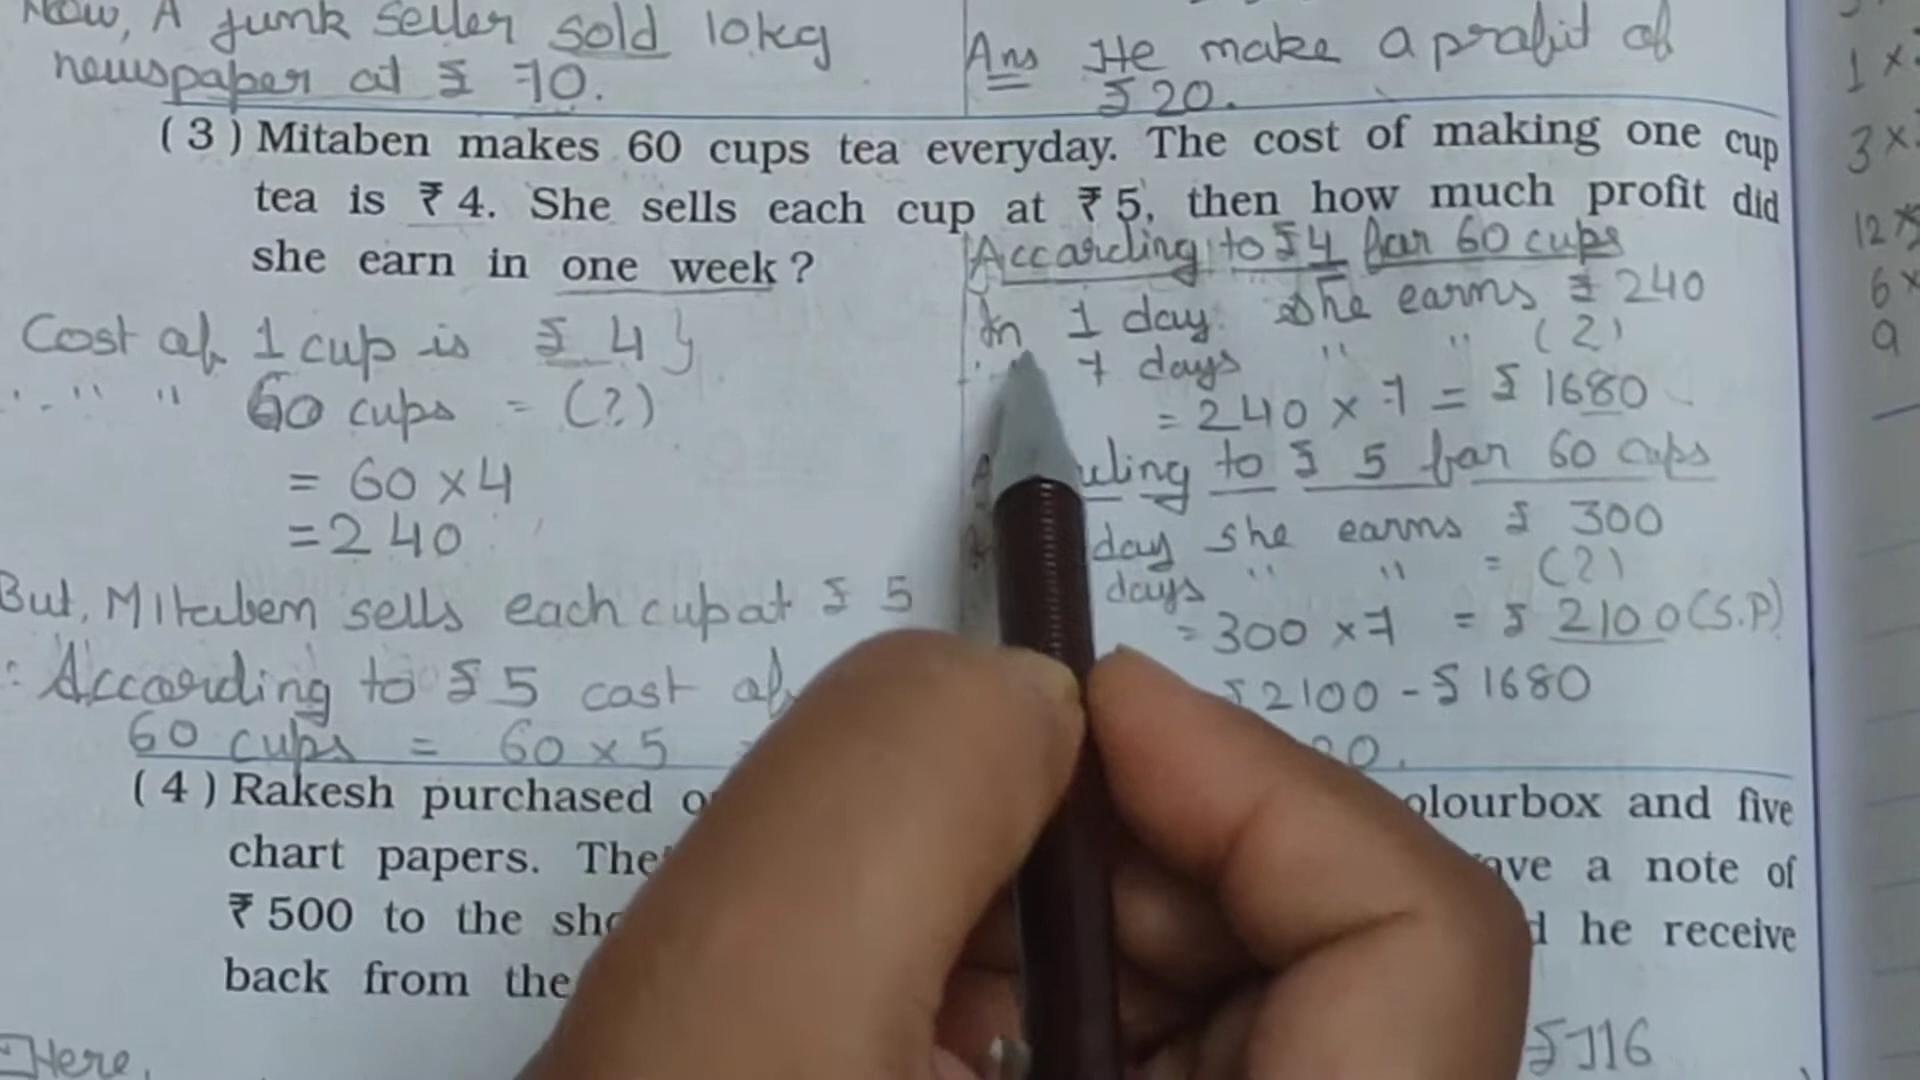 Now, A junk seller sold 10kg
newspaper at ₹ 70.
Ans He make a profit of
₹ 20.
(3) Mitaben makes 60 cups tea everyday. The cost of making one cup
tea is ₹ 4. She sells each cup at ₹ 5, then how much profit did
she earn in one week ?
Cost of 1 cup is ₹ 4}
" " 60 cups = (?)
= 60 x 4
= 240
But, Mitaben sells each cup at ₹ 5
∴ According to ₹ 5 cost of
60 cups = 60 x 5
According to ₹ 4 for 60 cups
In 1 day she earns ₹ 240
7 days " " (?)
= 240 x 7 = ₹ 1680
to ₹ 5 for 60 cups
day she earns ₹ 300
days " " = (?)
= 300 x 7 = ₹ 2100 (S.P)
₹ 2100 - ₹ 1680
(4) Rakesh purchased colourbox and five
chart papers. a note of
₹ 500 to the he receive
back from the
Here,
₹ 116
1 x
3 x
12 x
6 x
9